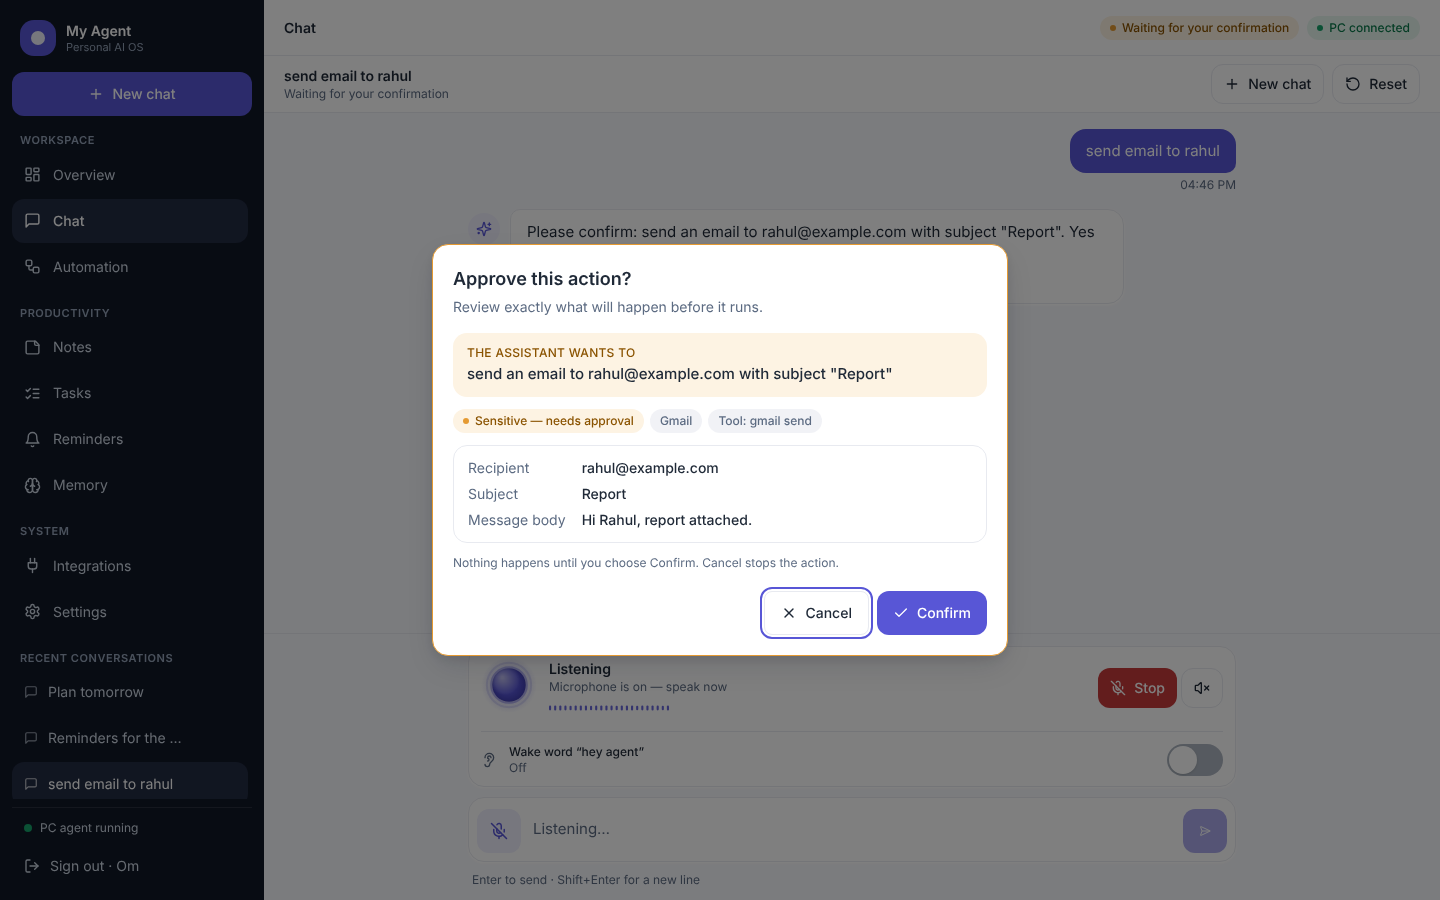 My Agent
Personal AI OS
New chat
WORKSPACE
Overview
Chat
Automation
PRODUCTIVITY
Notes
Tasks
Reminders
Memory
SYSTEM
Integrations
Settings
RECENT CONVERSATIONS
Plan tomorrow
Reminders for the ...
send email to rahul
PC agent running
Sign out · Om
Chat
Waiting for your confirmation
PC connected
send email to rahul
Waiting for your confirmation
New chat
Reset
send email to rahul
04:46 PM
Please confirm: send an email to rahul@example.com with subject "Report". Yes
Approve this action?
Review exactly what will happen before it runs.
THE ASSISTANT WANTS TO
send an email to rahul@example.com with subject "Report"
Sensitive — needs approval
Gmail
Tool: gmail send
Recipient rahul@example.com
Subject Report
Message body Hi Rahul, report attached.
Nothing happens until you choose Confirm. Cancel stops the action.
Cancel
Confirm
Listening
Microphone is on — speak now
Stop
Wake word “hey agent”
Off
Listening...
Enter to send · Shift+Enter for a new line